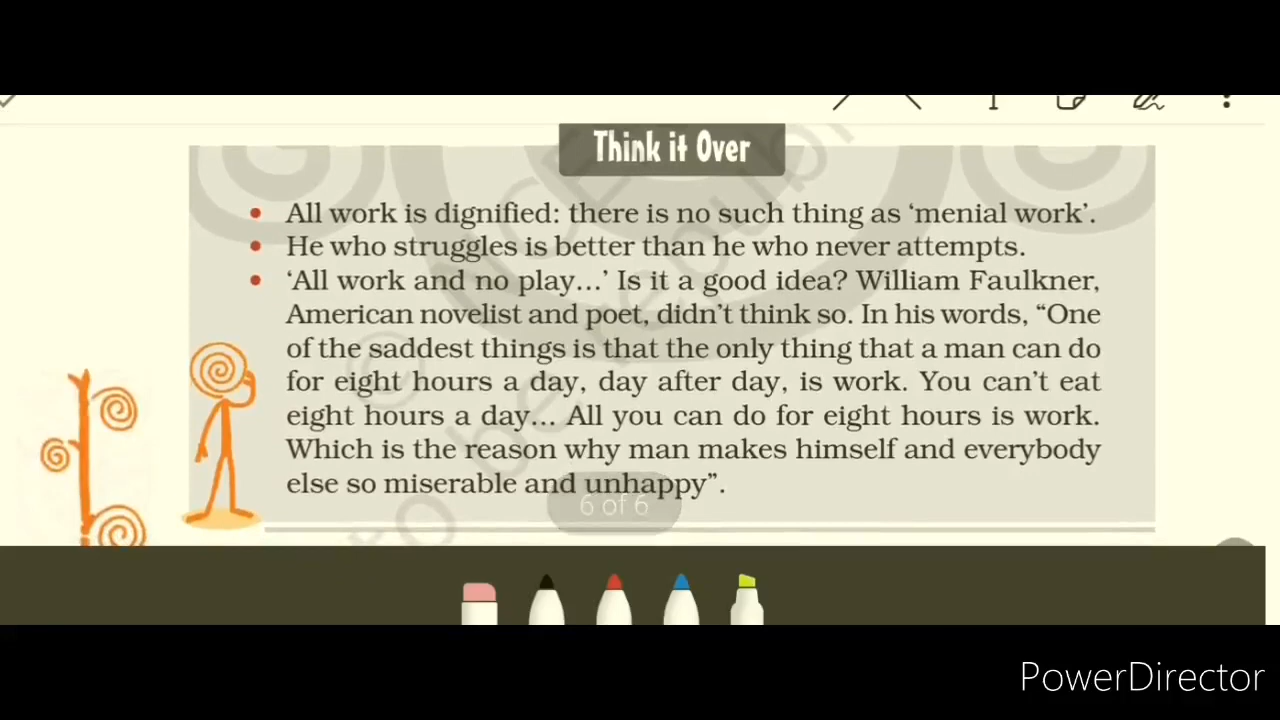 Think it Over
• All work is dignified: there is no such thing as ‘menial work’.
• He who struggles is better than he who never attempts.
• ‘All work and no play...’ Is it a good idea? William Faulkner,
American novelist and poet, didn’t think so. In his words, “One
of the saddest things is that the only thing that a man can do
for eight hours a day, day after day, is work. You can’t eat
eight hours a day... All you can do for eight hours is work.
Which is the reason why man makes himself and everybody
else so miserable and unhappy”.
6 of 6
PowerDirector